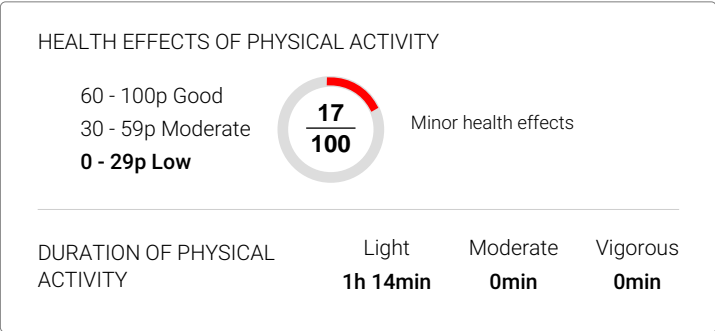 HEALTH EFFECTS OF PHYSICAL ACTIVITY
60 - 100p Good
30 - 59p Moderate
0 - 29p Low
17
100
Minor health effects
DURATION OF PHYSICAL
ACTIVITY
Light
1h 14min
Moderate
0min
Vigorous
0min